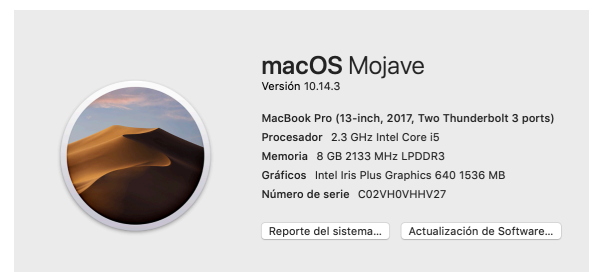 macOS Mojave
Versión 10.14.3
MacBook Pro (13-inch, 2017, Two Thunderbolt 3 ports)
Procesador 2.3 GHz Intel Core i5
Memoria 8 GB 2133 MHz LPDDR3
Gráficos Intel Iris Plus Graphics 640 1536 MB
Número de serie C02VH0VHHV27
Reporte del sistema... Actualización de Software...